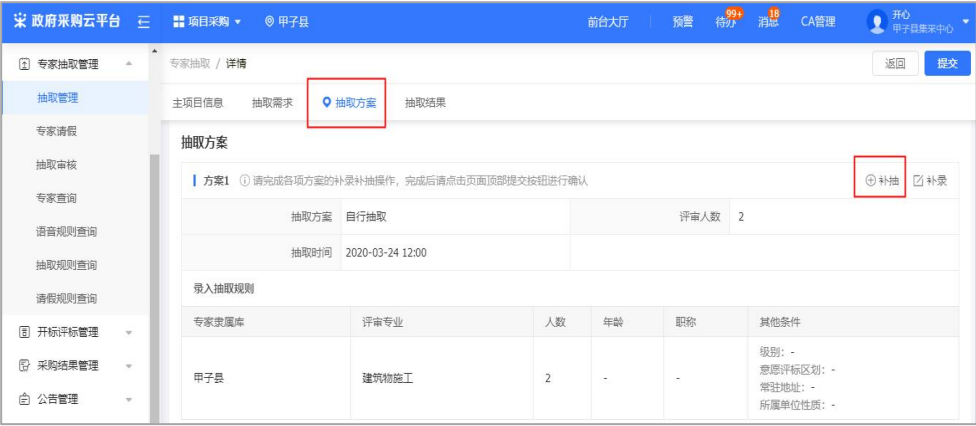 政府采购云平台 项目采购 甲子县 前台大厅 预警 待办 99+ 消息 18 CA管理 开心
甲子县集采中心
专家抽取管理
抽取管理
专家请假
抽取审核
专家查询
语音规则查询
抽取规则查询
请假规则查询
开标评标管理
采购结果管理
公告管理
专家抽取 / 详情 返回 提交
主项目信息 抽取需求 抽取方案 抽取结果
抽取方案
方案1 请完成各项方案的补录补抽操作，完成后请点击页面顶部提交按钮进行确认 补抽 补录
抽取方案 自行抽取 评审人数 2
抽取时间 2020-03-24 12:00
录入抽取规则
专家隶属库 评审专业 人数 年龄 职称 其他条件
甲子县 建筑物施工 2 - - 级别：-
意愿评标区划：-
常驻地址：-
所属单位性质：-